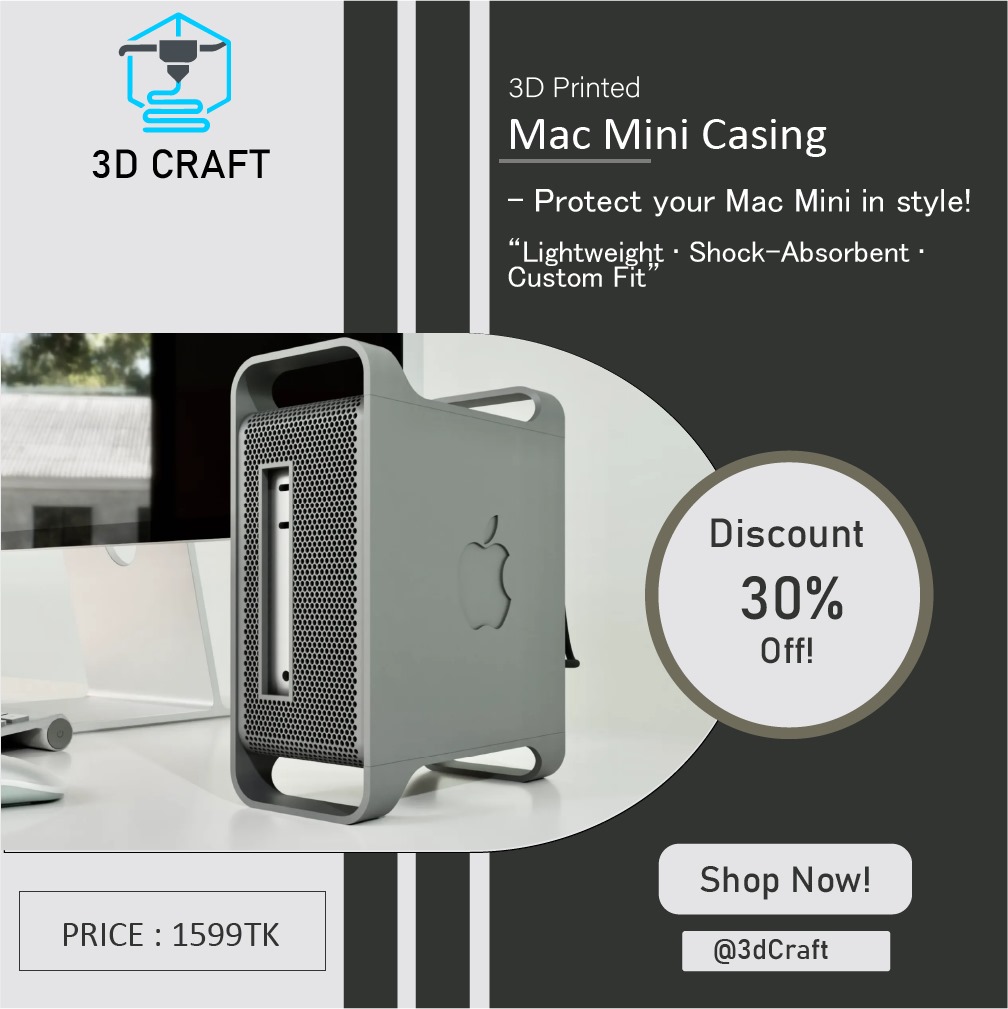 3D CRAFT
3D Printed
Mac Mini Casing
- Protect your Mac Mini in style!
“Lightweight · Shock-Absorbent ·
Custom Fit”
Discount
30%
Off!
Shop Now!
@3dCraft
PRICE : 1599TK